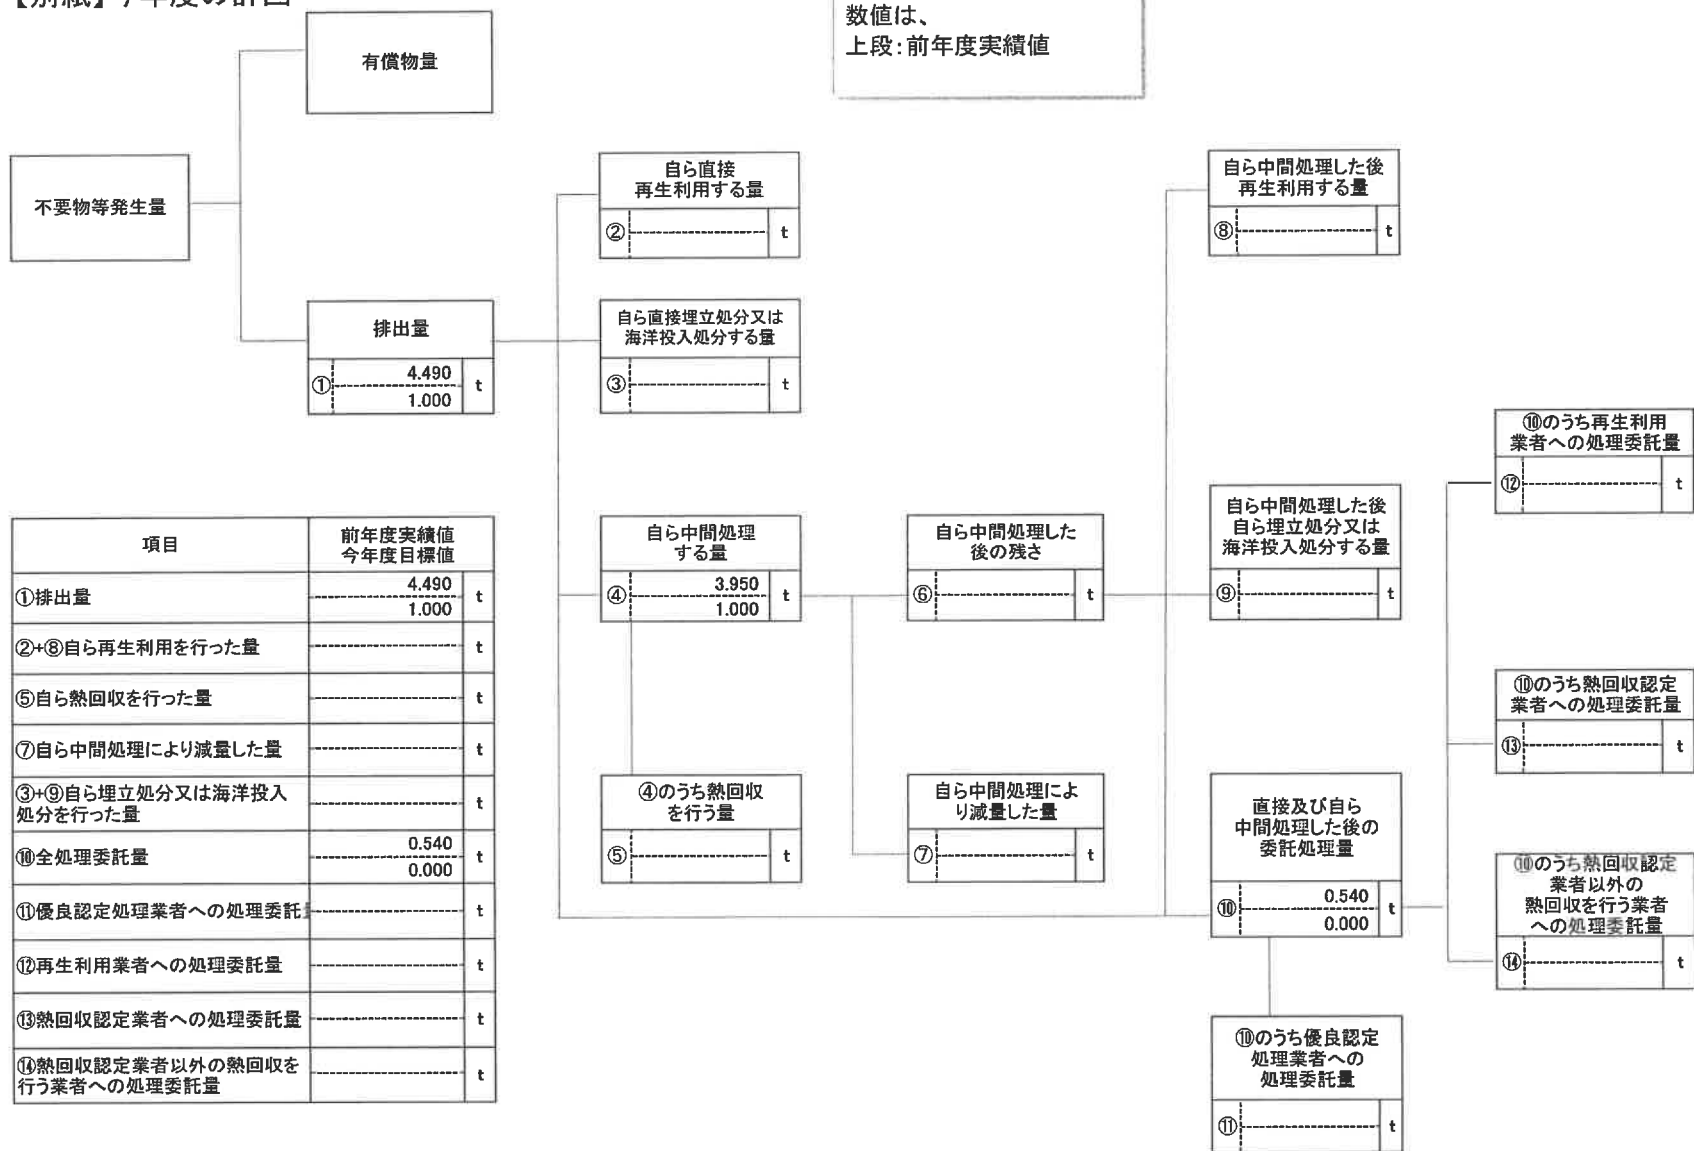 数値は、
上段：前年度実績値
有償物量
不要物等発生量
排出量
① 4.490 t
1.000
自ら直接
再生利用する量
② t
自ら直接埋立処分又は
海洋投入処分する量
③ t
自ら中間処理
する量
④ 3.950 t
1.000
④のうち熱回収
を行う量
⑤ t
自ら中間処理した
後の残さ
⑥ t
自ら中間処理によ
り減量した量
⑦ t
自ら中間処理した後
再生利用する量
⑧ t
自ら中間処理した後
自ら埋立処分又は
海洋投入処分する量
⑨ t
直接及び自ら
中間処理した後の
委託処理量
⑩ 0.540 t
0.000
⑩のうち優良認定
処理業者への
処理委託量
⑪ t
⑩のうち再生利用
業者への処理委託量
⑫ t
⑩のうち熱回収認定
業者への処理委託量
⑬ t
⑩のうち熱回収認定
業者以外の
熱回収を行う業者
への処理委託量
⑭ t
項目
前年度実績値
今年度目標値
①排出量 4.490 t
1.000
②+⑧自ら再生利用を行った量 t
⑤自ら熱回収を行った量 t
⑦自ら中間処理により減量した量 t
③+⑨自ら埋立処分又は海洋投入
処分を行った量 t
⑩全処理委託量 0.540 t
0.000
⑪優良認定処理業者への処理委託 t
⑫再生利用業者への処理委託量 t
⑬熱回収認定業者への処理委託量 t
⑭熱回収認定業者以外の熱回収を
行う業者への処理委託量 t